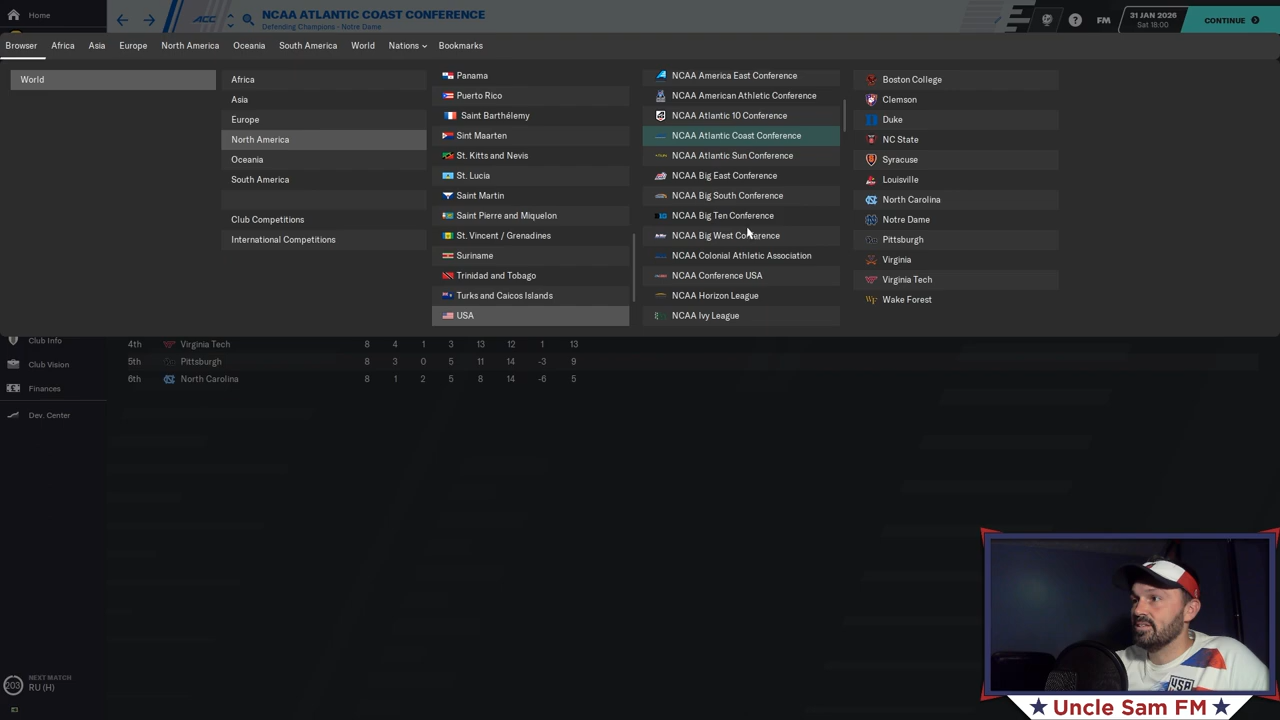 Home
ACC
NCAA ATLANTIC COAST CONFERENCE
Defending Champions - Notre Dame
FM
31 JAN 2026
Sat 18:00
CONTINUE
Browser
Africa
Asia
Europe
North America
Oceania
South America
World
Nations
Bookmarks
World
Africa
Asia
Europe
North America
Oceania
South America
Club Competitions
International Competitions
Panama
Puerto Rico
Saint Barthélemy
Sint Maarten
St. Kitts and Nevis
St. Lucia
Saint Martin
Saint Pierre and Miquelon
St. Vincent / Grenadines
Suriname
Trinidad and Tobago
Turks and Caicos Islands
USA
NCAA America East Conference
NCAA American Athletic Conference
NCAA Atlantic 10 Conference
NCAA Atlantic Coast Conference
NCAA Atlantic Sun Conference
NCAA Big East Conference
NCAA Big South Conference
NCAA Big Ten Conference
NCAA Big West Conference
NCAA Colonial Athletic Association
NCAA Conference USA
NCAA Horizon League
NCAA Ivy League
Boston College
Clemson
Duke
NC State
Syracuse
Louisville
North Carolina
Notre Dame
Pittsburgh
Virginia
Virginia Tech
Wake Forest
Club Info
Club Vision
Finances
Dev. Center
4th Virginia Tech 8 4 1 3 13 12 1 13
5th Pittsburgh 8 3 0 5 11 14 -3 9
6th North Carolina 8 1 2 5 8 14 -6 5
203
NEXT MATCH
RU (H)
USA
★ Uncle Sam FM ★